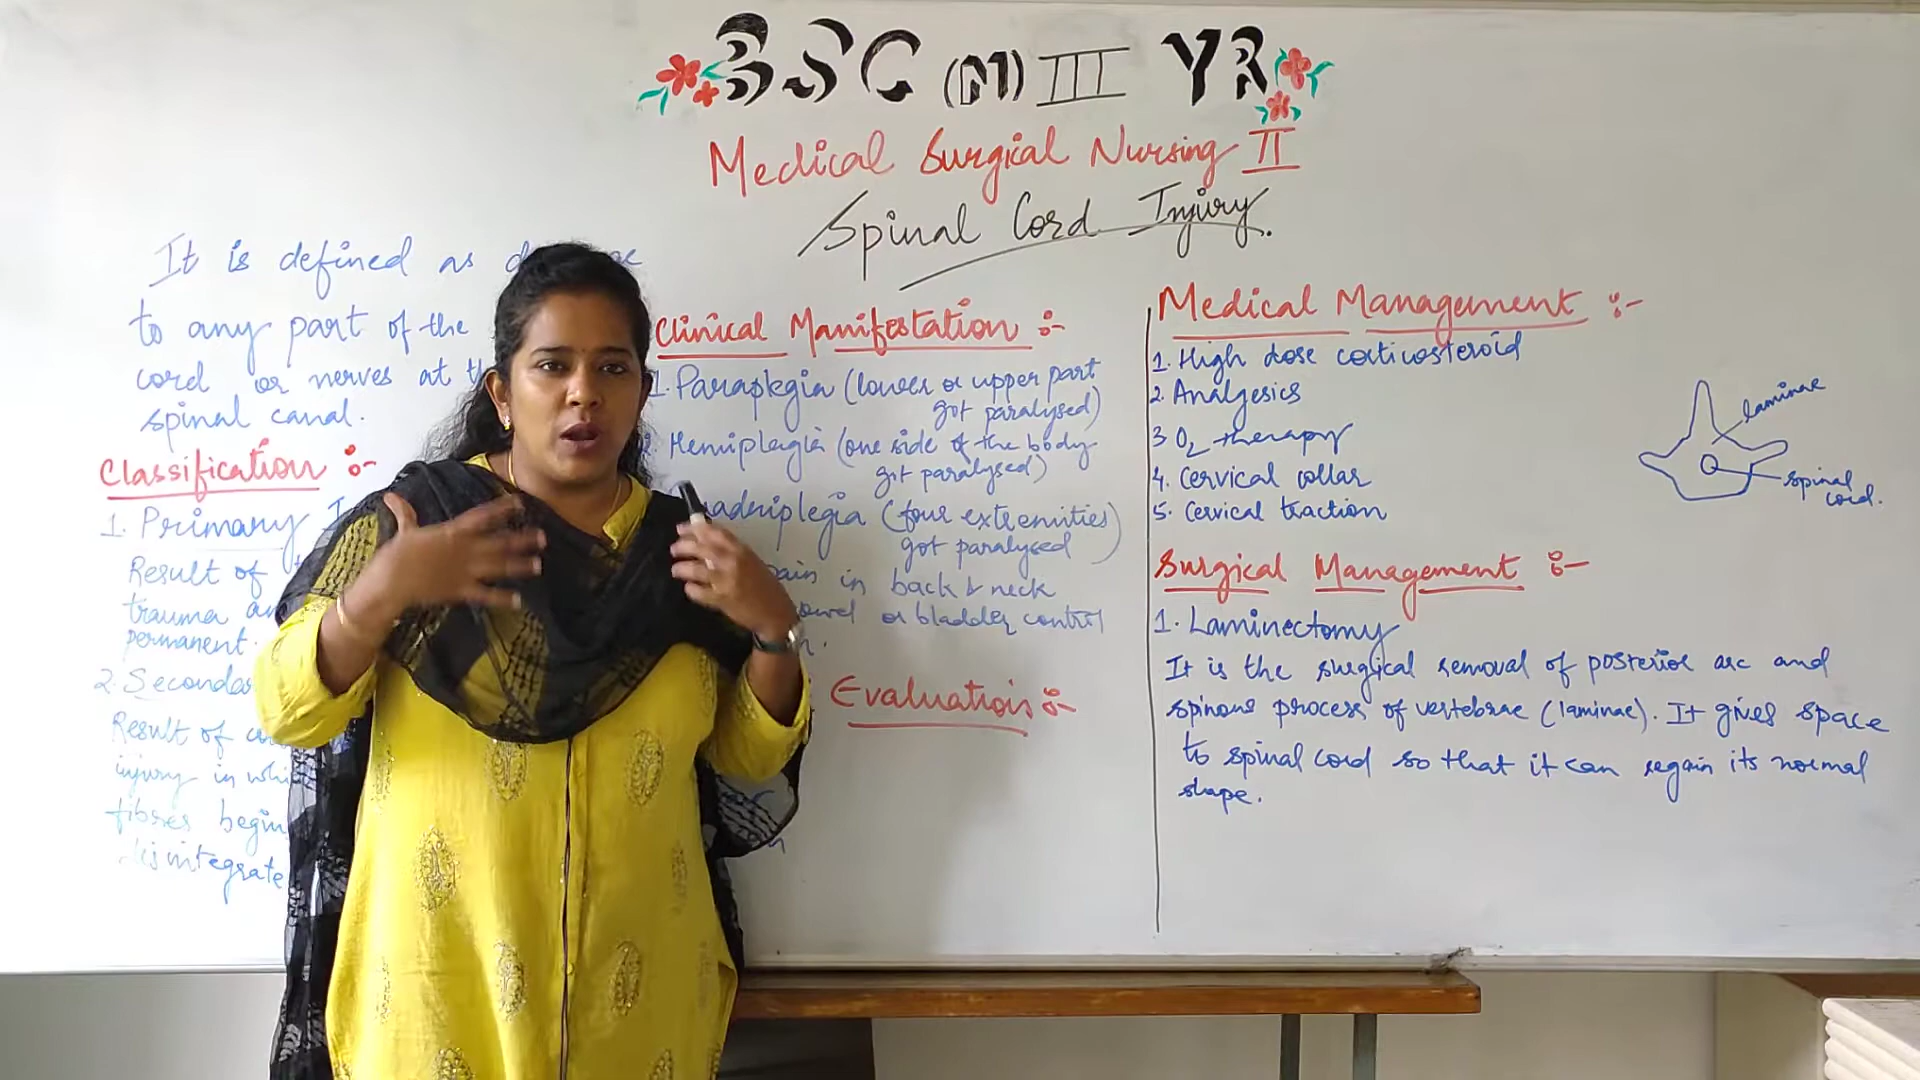 BSC (N) III YR
Medical Surgical Nursing II
Spinal Cord Injury.
It is defined as
to any part of the
cord or nerves at
spinal canal.
Classification :-
1. Primary
Result of
trauma
permanent.
2.
Result of
injury in
fibres begin
disintegrate
Clinical Manifestation :-
1. Paraplegia (lower or upper part
got paralysed)
Hemiplegia (one side of the body
got paralysed)
(four extremities)
got paralysed
pain in back & neck
or bladder control
Evaluation :-
Medical Management :-
1. High dose corticosteroid
2. Analgesics
3 O2 therapy
4. Cervical collar
5. Cervical traction
laminae
spinal
cord.
Surgical Management :-
1. Laminectomy
It is the surgical removal of posterior arc and
spinous process of vertebrae (laminae). It gives space
to spinal cord so that it can regain its normal
shape.